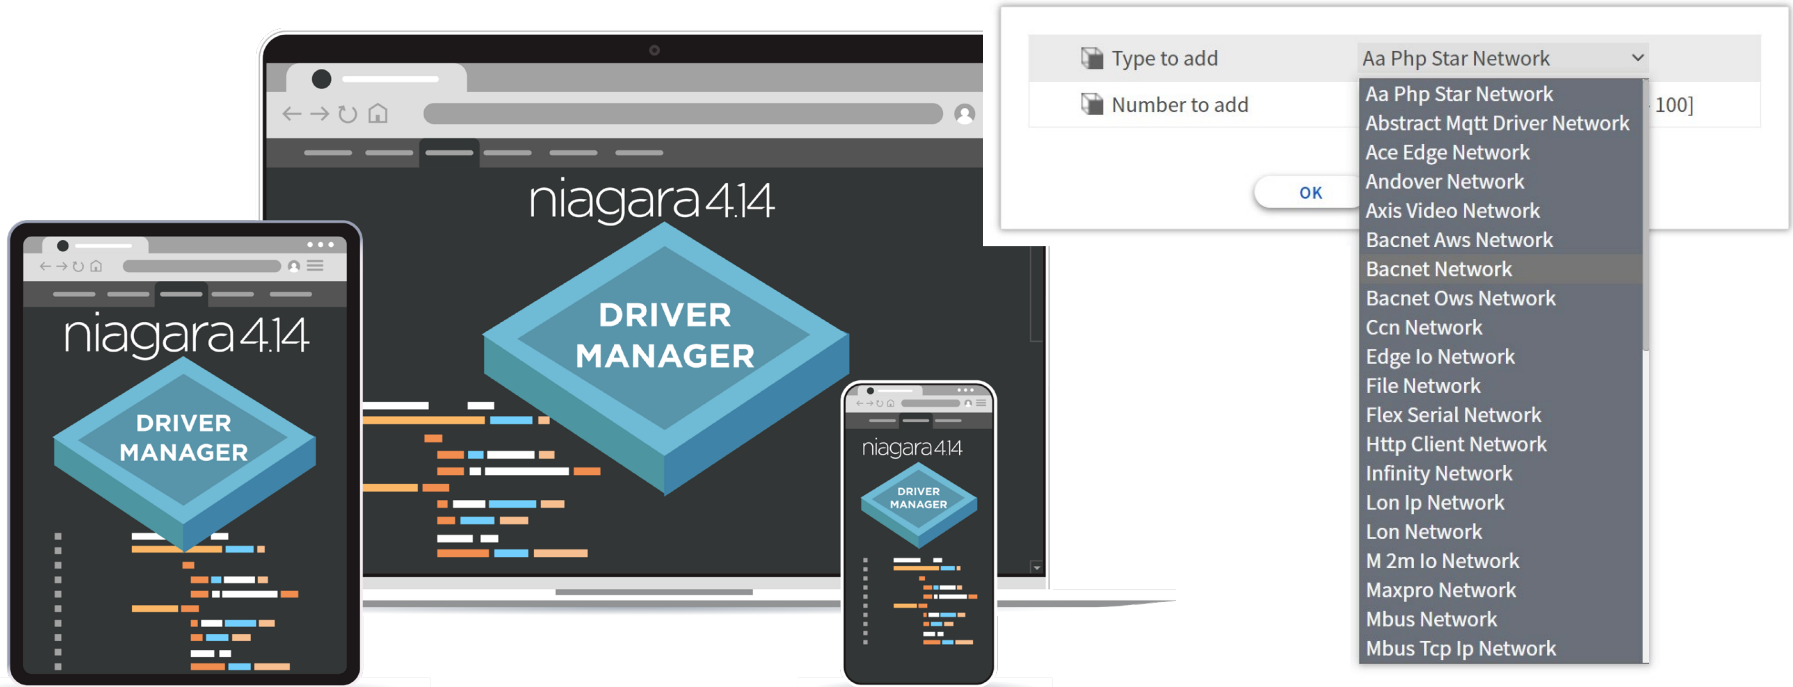 niagara 4.14
DRIVER
MANAGER
niagara 4.14
DRIVER
MANAGER
niagara 4.14
DRIVER
MANAGER
Type to add
Aa Php Star Network
Number to add
100]
OK
Aa Php Star Network
Abstract Mqtt Driver Network
Ace Edge Network
Andover Network
Axis Video Network
Bacnet Aws Network
Bacnet Network
Bacnet Ows Network
Ccn Network
Edge Io Network
File Network
Flex Serial Network
Http Client Network
Infinity Network
Lon Ip Network
Lon Network
M 2m Io Network
Maxpro Network
Mbus Network
Mbus Tcp Ip Network